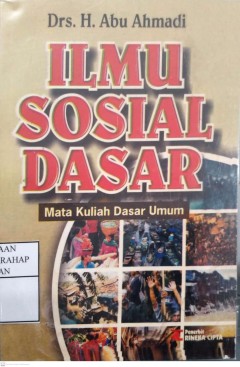 Drs. H. Abu Ahmadi
ILMU
SOSIAL
DASAR
Mata Kuliah Dasar Umum
AAN
RAHAP
AN
Penerbit
RINEKA CIPTA